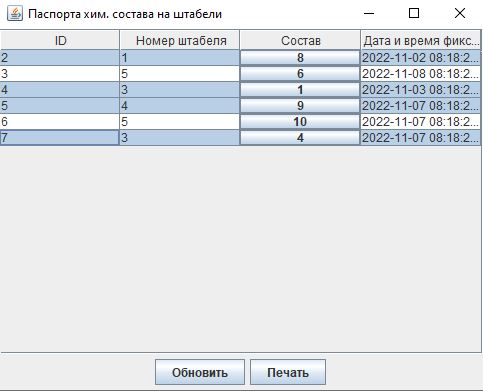 Паспорта хим. состава на штабели
ID Номер штабеля Состав Дата и время фикс...
2 1 8 2022-11-02 08:18:2...
3 5 6 2022-11-08 08:18:2...
4 3 1 2022-11-03 08:18:2...
5 4 9 2022-11-07 08:18:2...
6 5 10 2022-11-07 08:18:2...
7 3 4 2022-11-07 08:18:2...
Обновить Печать